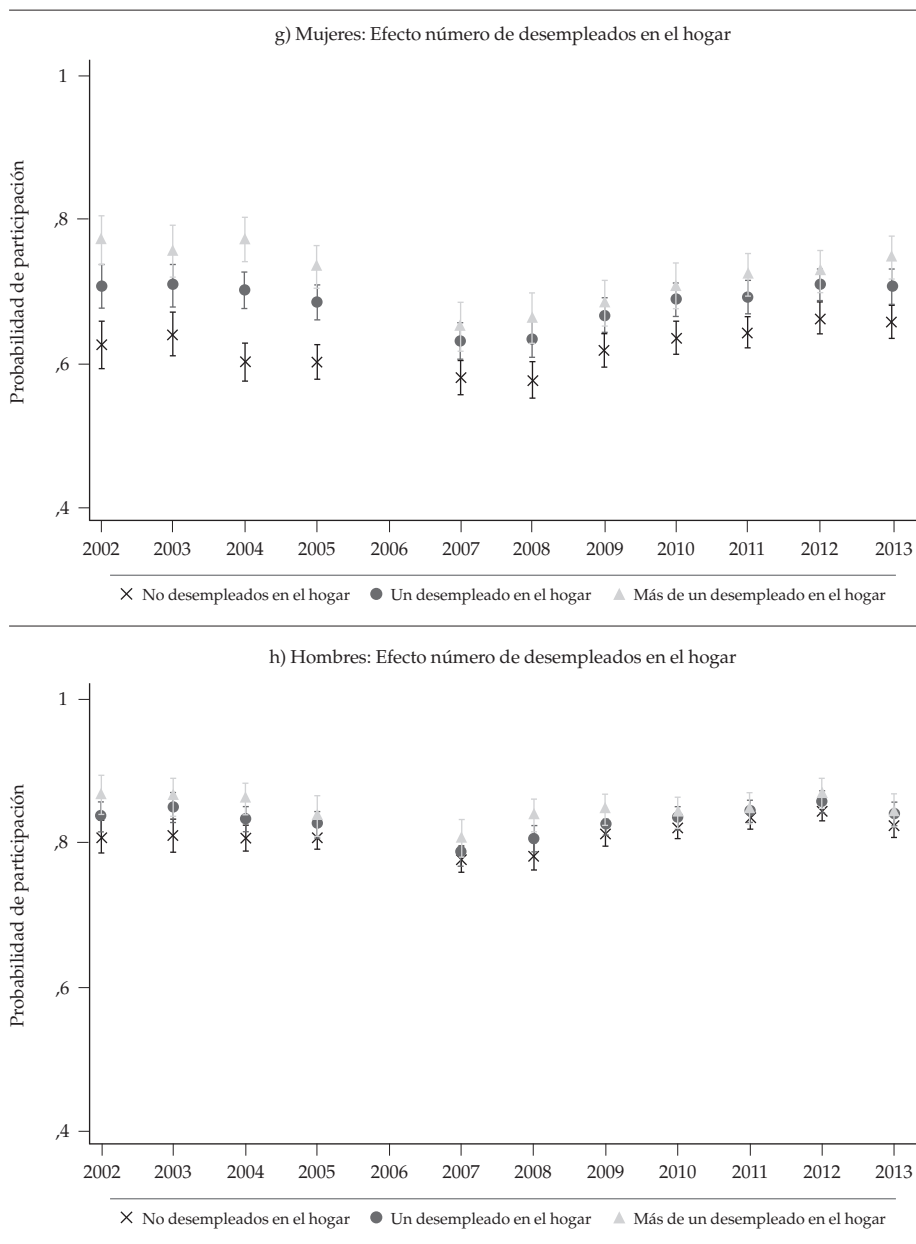 g) Mujeres: Efecto número de desempleados en el hogar
Probabilidad de participación
1
,8
,6
,4
2002 2003 2004 2005 2006 2007 2008 2009 2010 2011 2012 2013
No desempleados en el hogar Un desempleado en el hogar Más de un desempleado en el hogar
h) Hombres: Efecto número de desempleados en el hogar
Probabilidad de participación
1
,8
,6
,4
2002 2003 2004 2005 2006 2007 2008 2009 2010 2011 2012 2013
No desempleados en el hogar Un desempleado en el hogar Más de un desempleado en el hogar